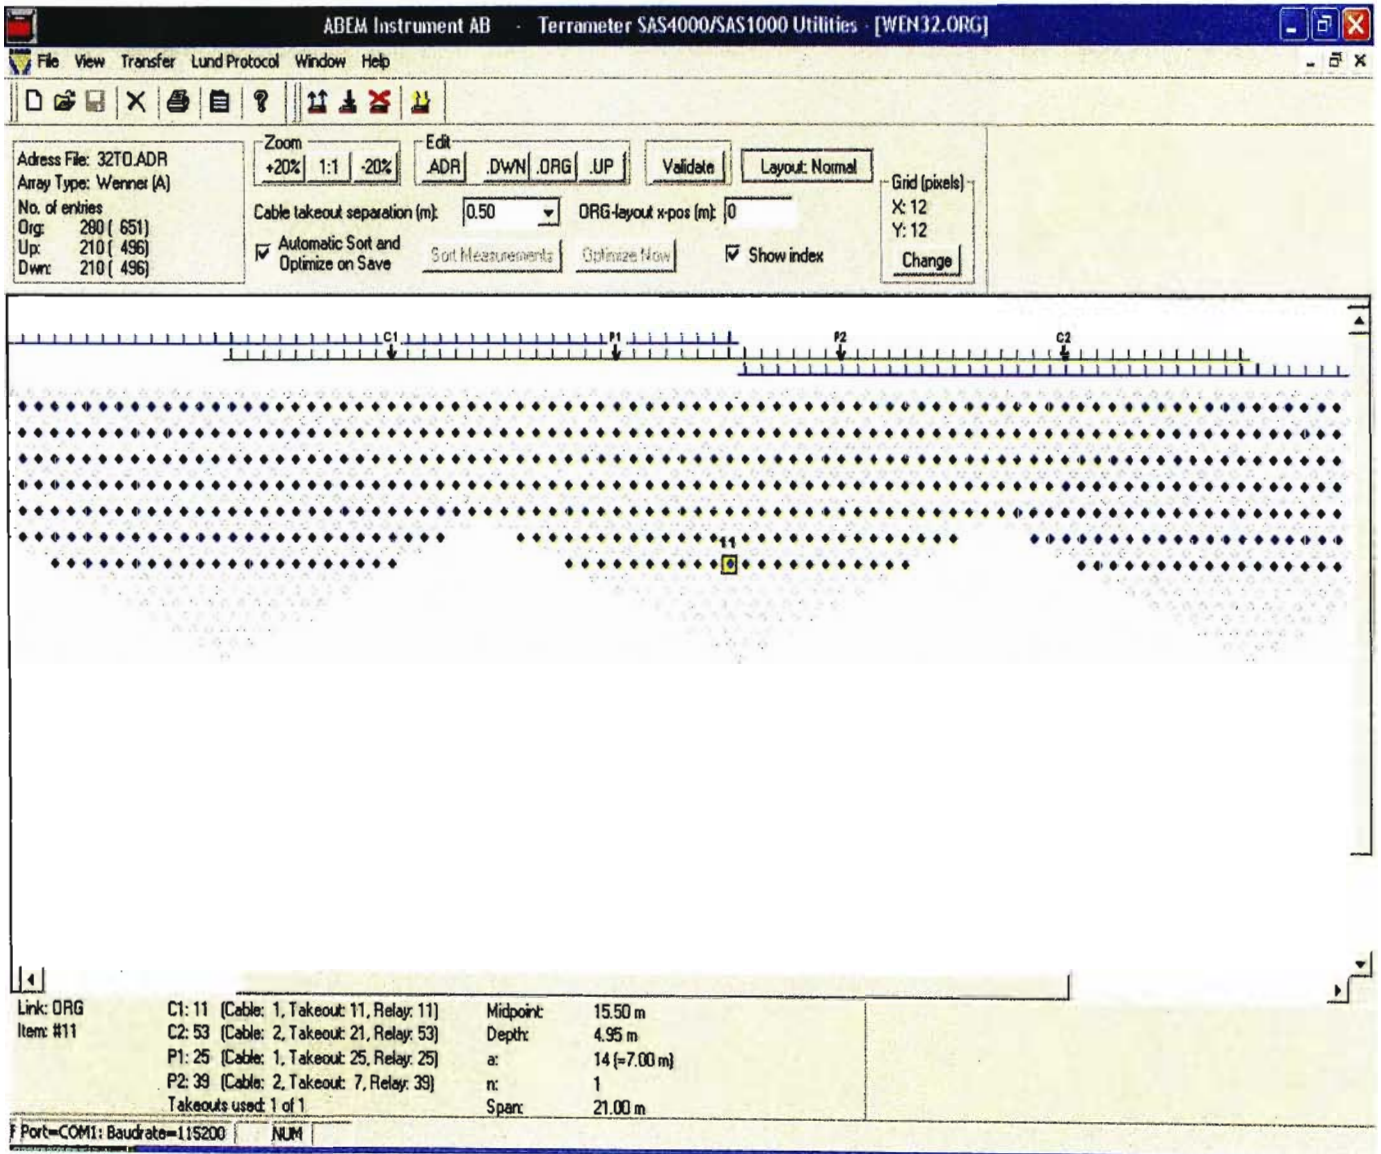 ABEM Instrument AB - Terrameter SAS4000/SAS1000 Utilities - [WEN32.ORG]
File View Transfer Lund Protocol Window Help
Adress File: 32TO.ADR
Array Type: Wenner (A)
No. of entries
Org: 280 ( 651)
Up: 210 ( 496)
Dwn: 210 ( 496)
Zoom
+20% 1:1 -20%
Edit
.ADR .DWN .ORG .UP
Validate
Layout: Normal
Cable takeout separation (m): 0.50
ORG-layout x-pos (m): 0
Automatic Sort and
Optimize on Save
Sort Measurements
Optimize Now
Show index
Grid (pixels)
X: 12
Y: 12
Change
C1 P1 P2 C2
11
Link: ORG
Item: #11
C1: 11 (Cable: 1, Takeout: 11, Relay: 11)
C2: 53 (Cable: 2, Takeout: 21, Relay: 53)
P1: 25 (Cable: 1, Takeout: 25, Relay: 25)
P2: 39 (Cable: 2, Takeout: 7, Relay: 39)
Takeouts used: 1 of 1
Midpoint: 15.50 m
Depth: 4.95 m
a: 14 (=7.00 m)
n: 1
Span: 21.00 m
Port=COM1: Baudrate=115200 NUM